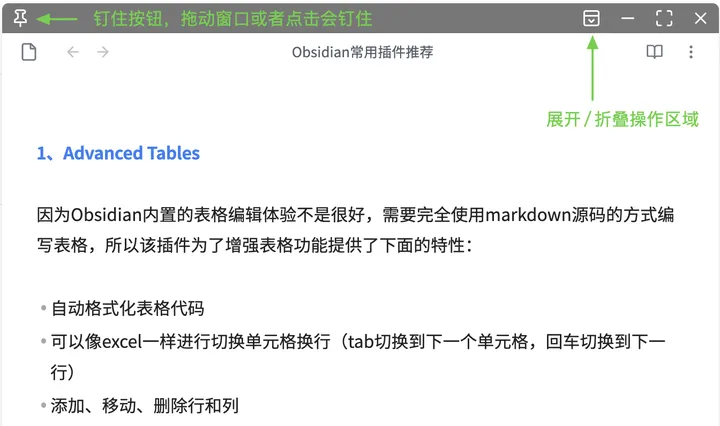 钉住按钮，拖动窗口或者点击会钉住
Obsidian常用插件推荐
展开/折叠操作区域
1、Advanced Tables
因为Obsidian内置的表格编辑体验不是很好，需要完全使用markdown源码的方式编
写表格，所以该插件为了增强表格功能提供了下面的特性：
自动格式化表格代码
可以像excel一样进行切换单元格换行（tab切换到下一个单元格，回车切换到下一
行）
添加、移动、删除行和列